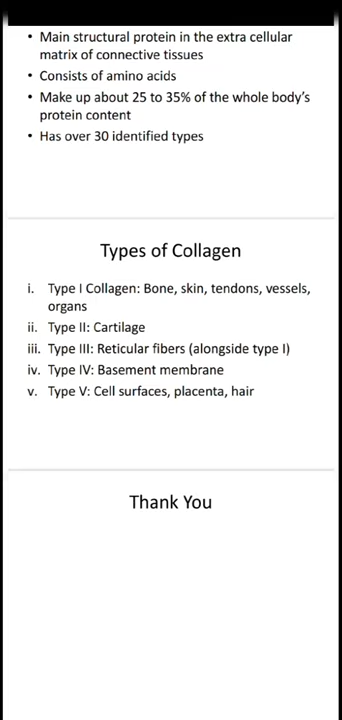 • Main structural protein in the extra cellular
matrix of connective tissues
• Consists of amino acids
• Make up about 25 to 35% of the whole body's
protein content
• Has over 30 identified types
Types of Collagen
i. Type I Collagen: Bone, skin, tendons, vessels,
organs
ii. Type II: Cartilage
iii. Type III: Reticular fibers (alongside type I)
iv. Type IV: Basement membrane
v. Type V: Cell surfaces, placenta, hair
Thank You